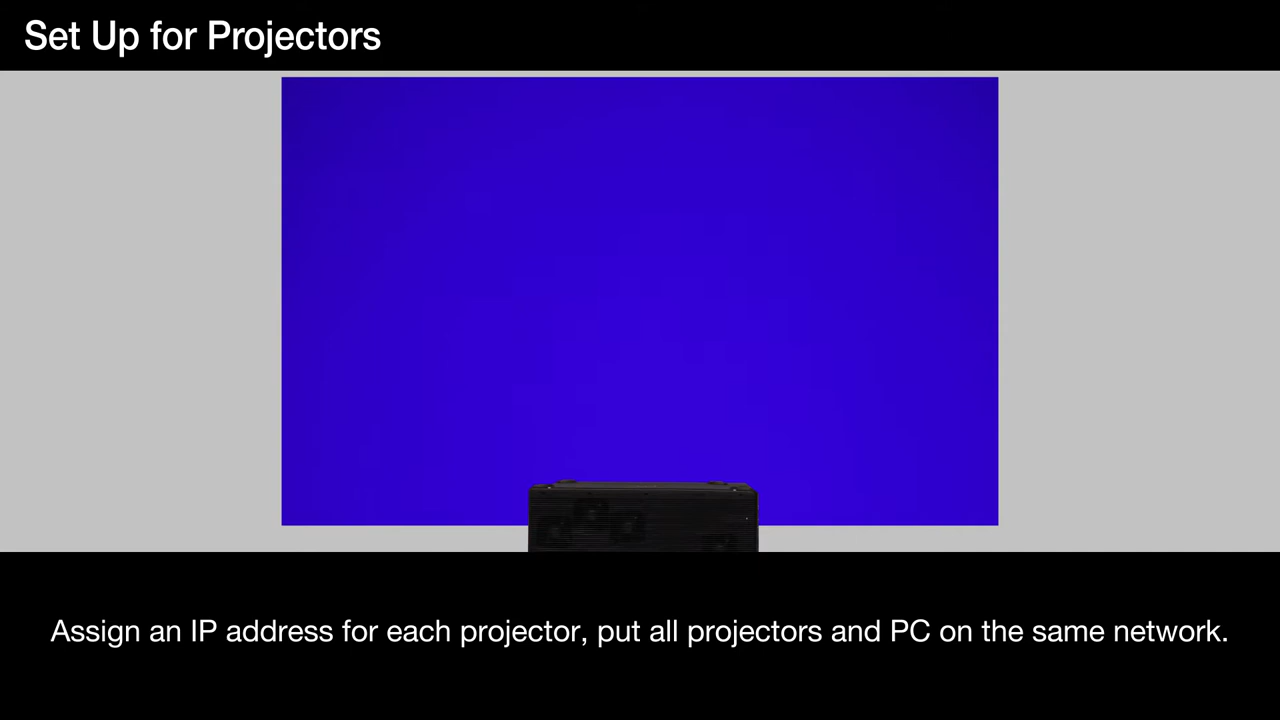 Set Up for Projectors
Assign an IP address for each projector, put all projectors and PC on the same network.